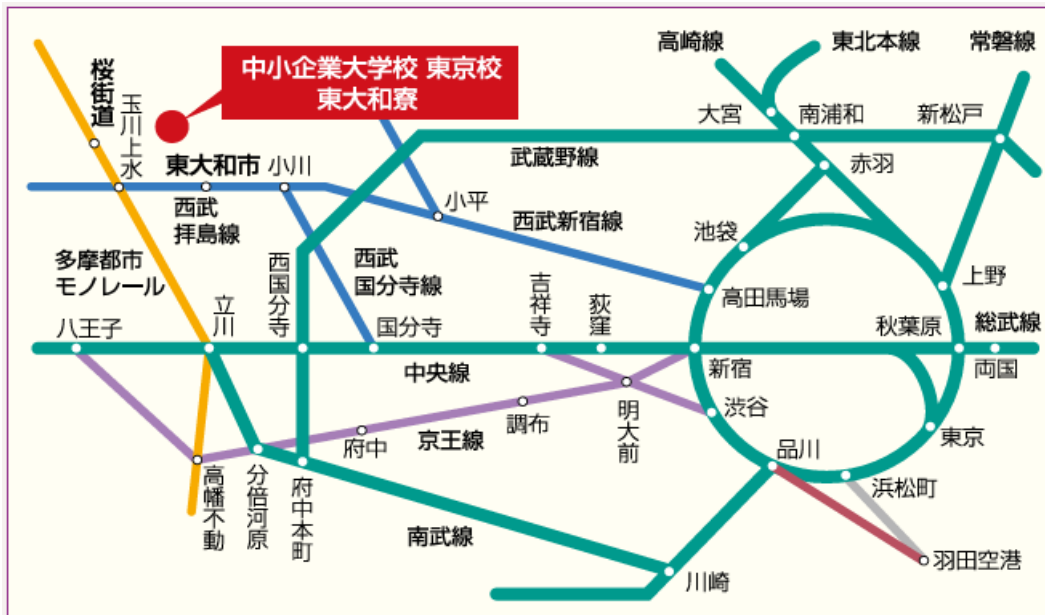 中小企業大学校 東京校
東大和寮
高崎線
東北本線
常磐線
桜街道
玉川上水
大宮
南浦和
新松戸
東大和市
小川
武蔵野線
赤羽
西武
拝島線
小平
西武新宿線
池袋
多摩都市
モノレール
西国分寺
西武
国分寺線
高田馬場
上野
八王子
立川
国分寺
吉祥寺
荻窪
秋葉原
総武線
中央線
新宿
両国
府中
調布
京王線
明大前
渋谷
東京
高幡不動
分倍河原
府中本町
南武線
品川
浜松町
川崎
羽田空港